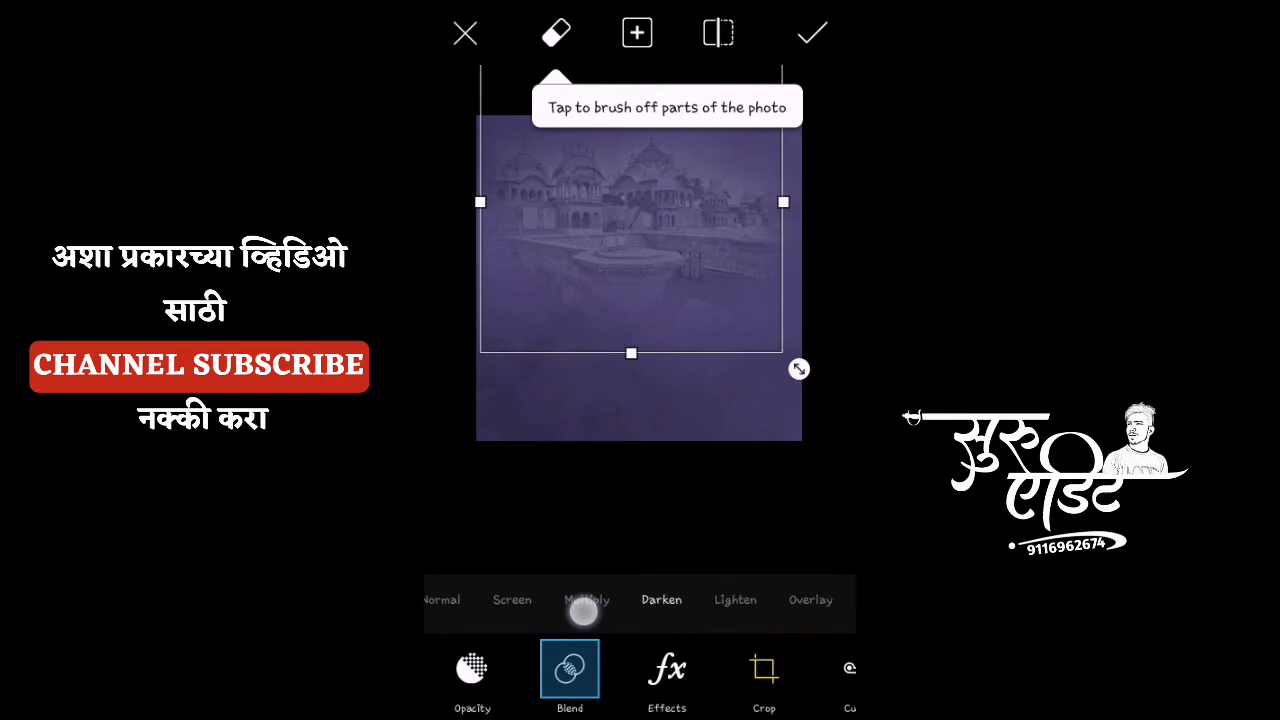 Tap to brush off parts of the photo
अशा प्रकारच्या व्हिडिओ
साठी
CHANNEL SUBSCRIBE
नक्की करा
सुरु
एडिट
9116962674
Normal Screen Multiply Darken Lighten Overlay
fx
Opacity Blend Effects Crop Cu